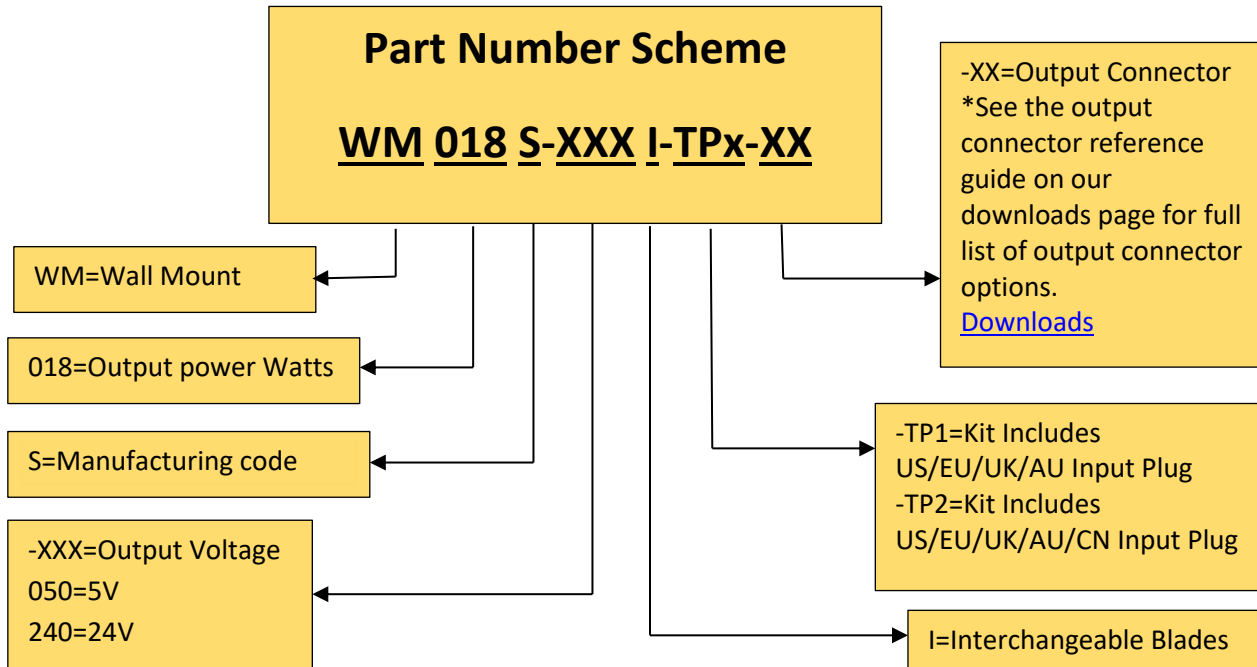 Part Number Scheme
WM 018 S-XXX I-TPx-XX
-XX=Output Connector
*See the output
connector reference
guide on our
downloads page for full
list of output connector
options.
Downloads
WM=Wall Mount
018=Output power Watts
S=Manufacturing code
-XXX=Output Voltage
050=5V
240=24V
-TP1=Kit Includes
US/EU/UK/AU Input Plug
-TP2=Kit Includes
US/EU/UK/AU/CN Input Plug
I=Interchangeable Blades